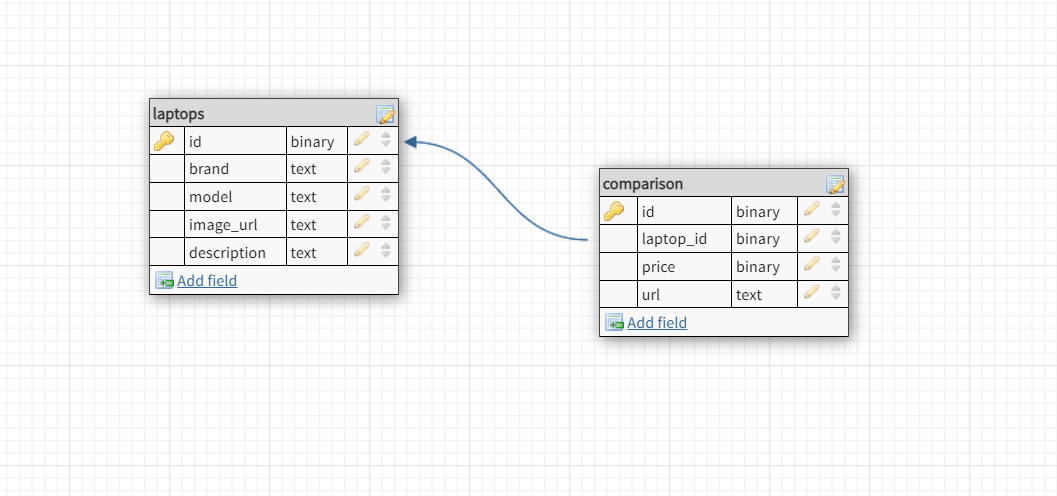 laptops
id binary
brand text
model text
image_url text
description text
Add field
comparison
id binary
laptop_id binary
price binary
url text
Add field